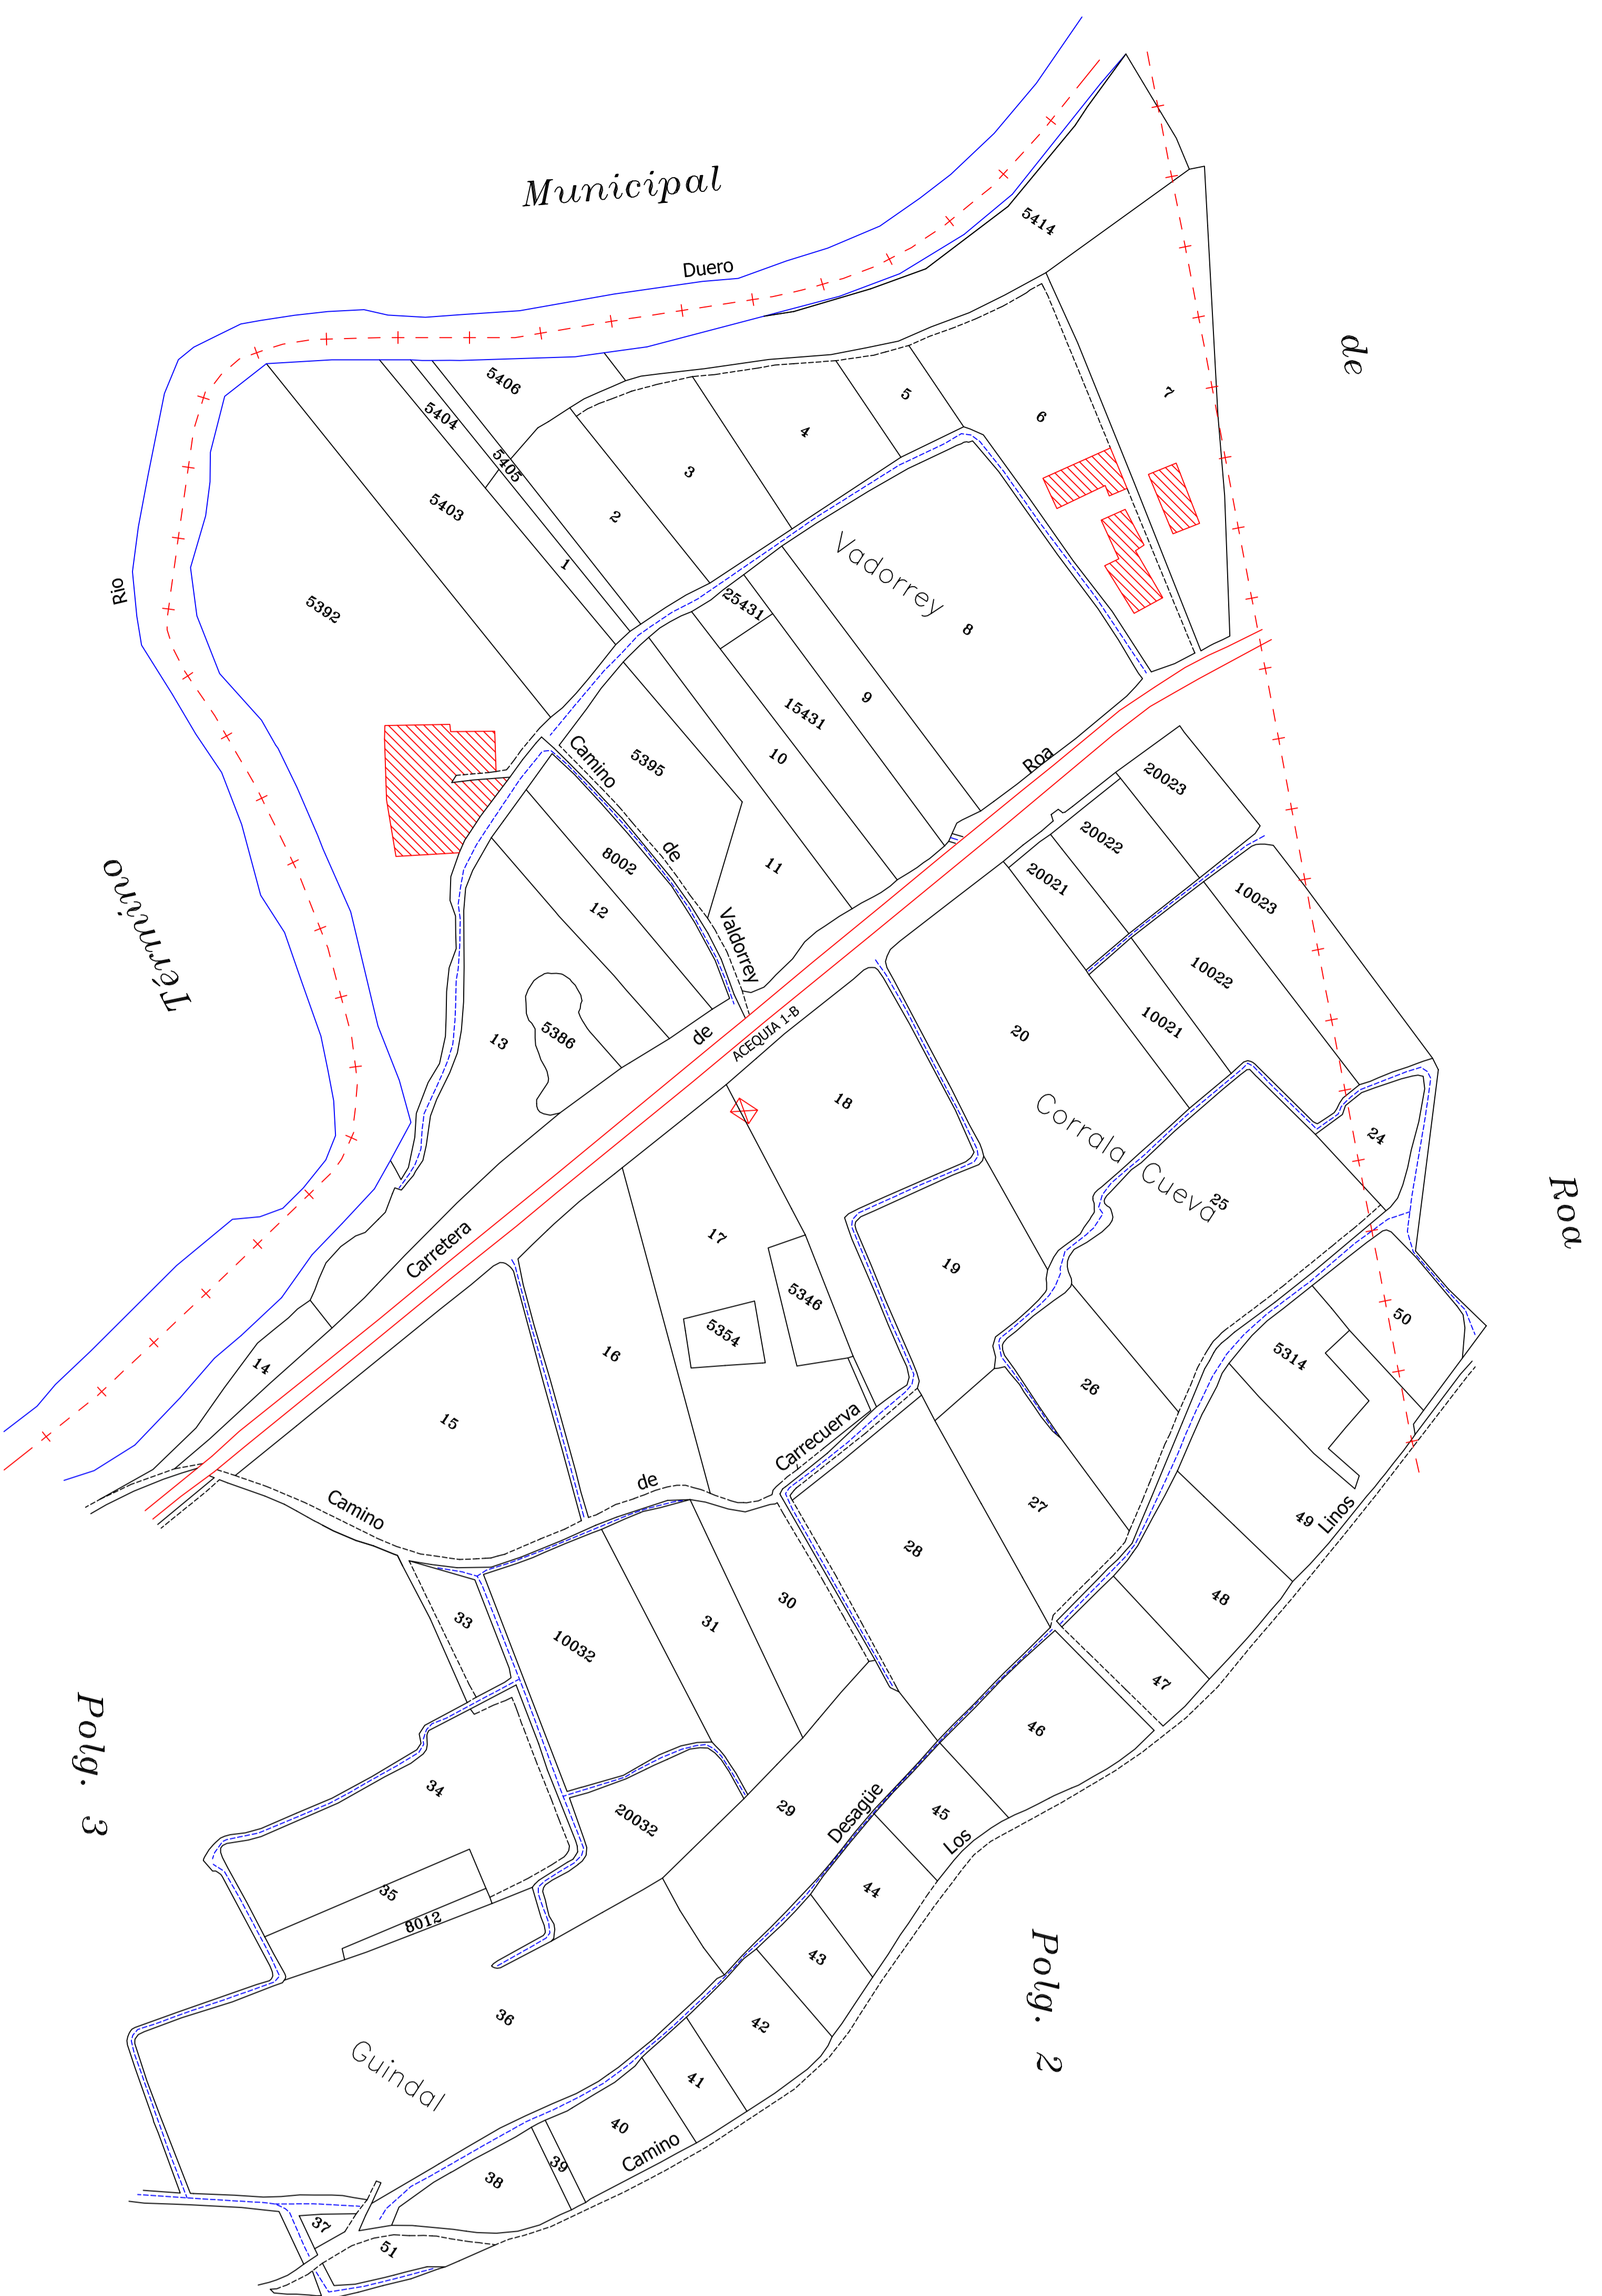 Municipal
de
Duero
5414
7
5406
5404
5405
5403
5
4
6
3
2
1
Vadorrey
8
Rio
5392
25431
15431
9
10
Camino
de
Valdorrey
5395
11
Roa
20023
20022
20021
10023
10022
10021
8002
12
13
5386
de
ACEQUIA 1-B
Término
20
18
Corrala Cueva
25
24
Roa
17
19
5346
5354
16
50
5314
26
Carretera
14
15
Camino
de
Carrecuerva
27
28
49
Linos
48
47
46
33
10032
31
30
34
20032
29
Desagüe
45
Los
44
35
8012
43
Polg. 3
Polg. 2
36
42
Guindal
41
40
Camino
39
38
37
51